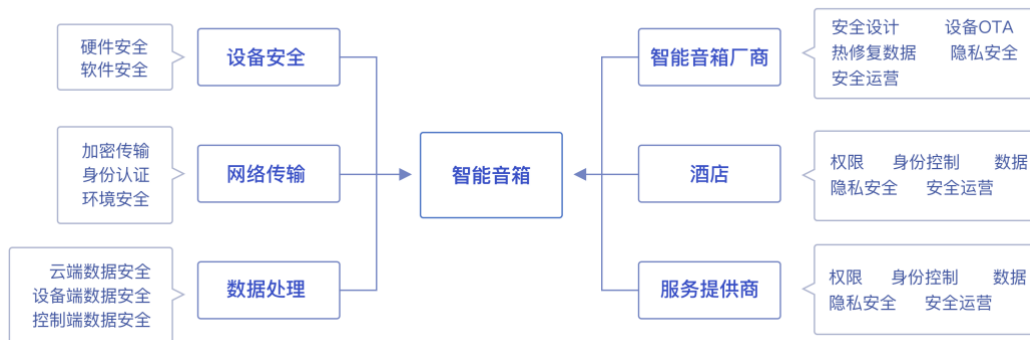 硬件安全
软件安全
设备安全
加密传输
身份认证
环境安全
网络传输
云端数据安全
设备端数据安全
控制端数据安全
数据处理
智能音箱
智能音箱厂商
安全设计 设备OTA
热修复数据 隐私安全
安全运营
酒店
权限 身份控制 数据
隐私安全 安全运营
服务提供商
权限 身份控制 数据
隐私安全 安全运营